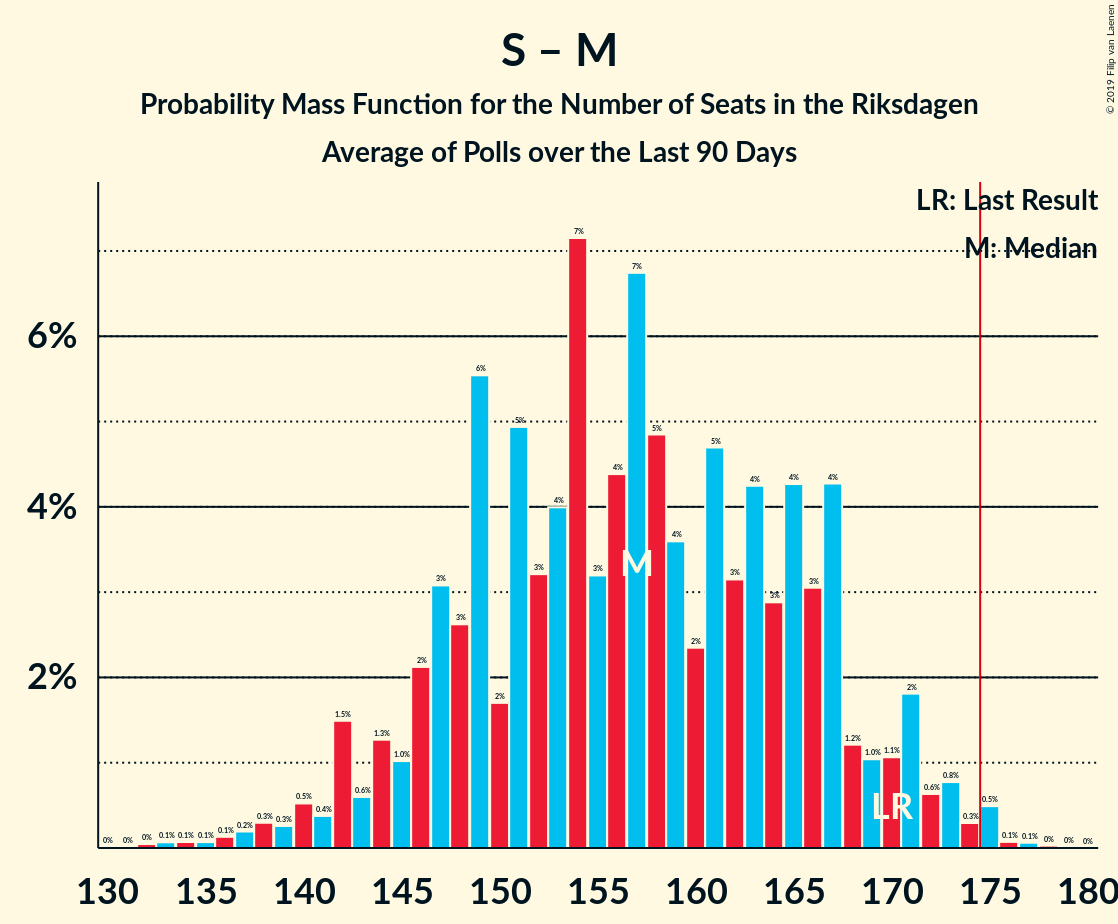 S – M
Probability Mass Function for the Number of Seats in the Riksdagen
Average of Polls over the Last 90 Days
© 2019 Filip van Laenen
LR: Last Result
M: Median
6%
4%
2%
0% 0% 0% 0.1% 0.1% 0.1% 0.1% 0.2% 0.3% 0.3% 0.5% 0.4% 1.5% 0.6% 1.3% 1.0% 2% 3% 3% 6% 2% 5% 3% 4% 7% 3% 4% 7% 5% 4% 2% 5% 3% 4% 3% 4% 3% 4% 1.2% 1.0% 1.1% 2% 0.6% 0.8% 0.3% 0.5% 0.1% 0.1% 0% 0% 0%
M
LR
130 135 140 145 150 155 160 165 170 175 180